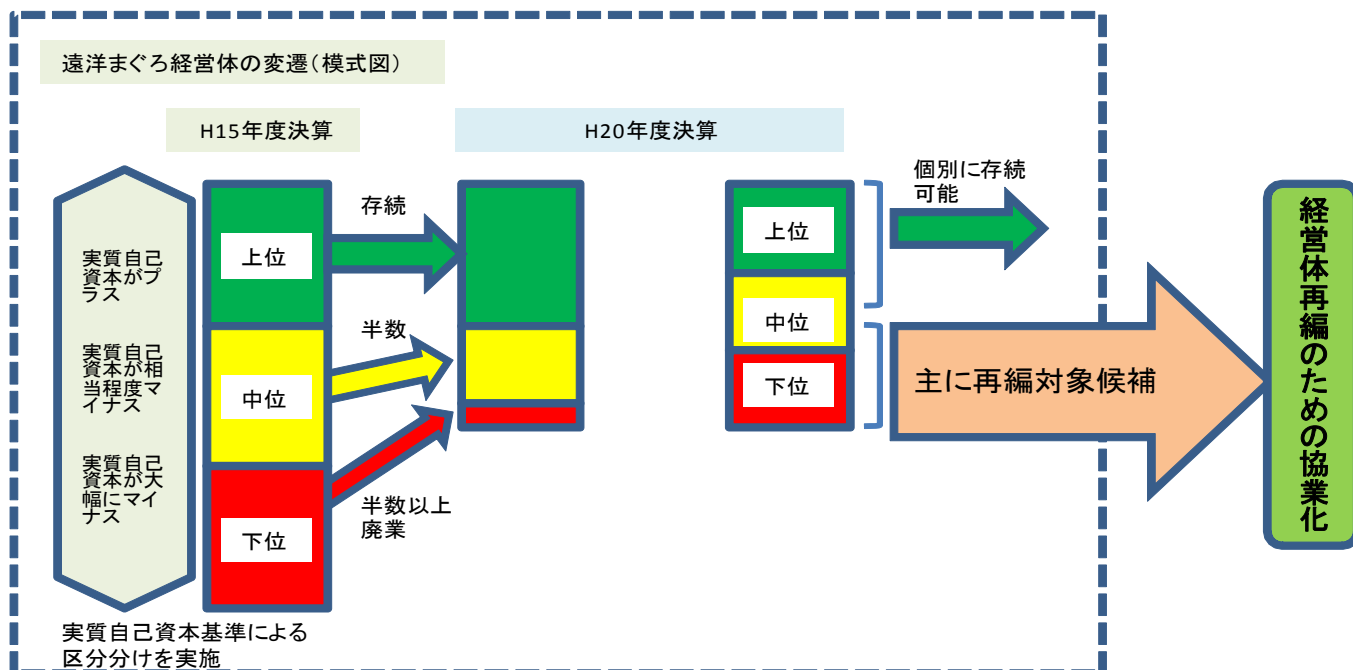 遠洋まぐろ経営体の変遷（模式図）
H15年度決算
H20年度決算
実質自己
資本がプ
ラス
実質自己
資本が相
当程度マ
イナス
実質自己
資本が大
幅にマイ
ナス
上位
中位
下位
存続
半数
半数以上
廃業
上位
中位
下位
個別に存続
可能
主に再編対象候補
経営体再編のための協業化
実質自己資本基準による
区分分けを実施